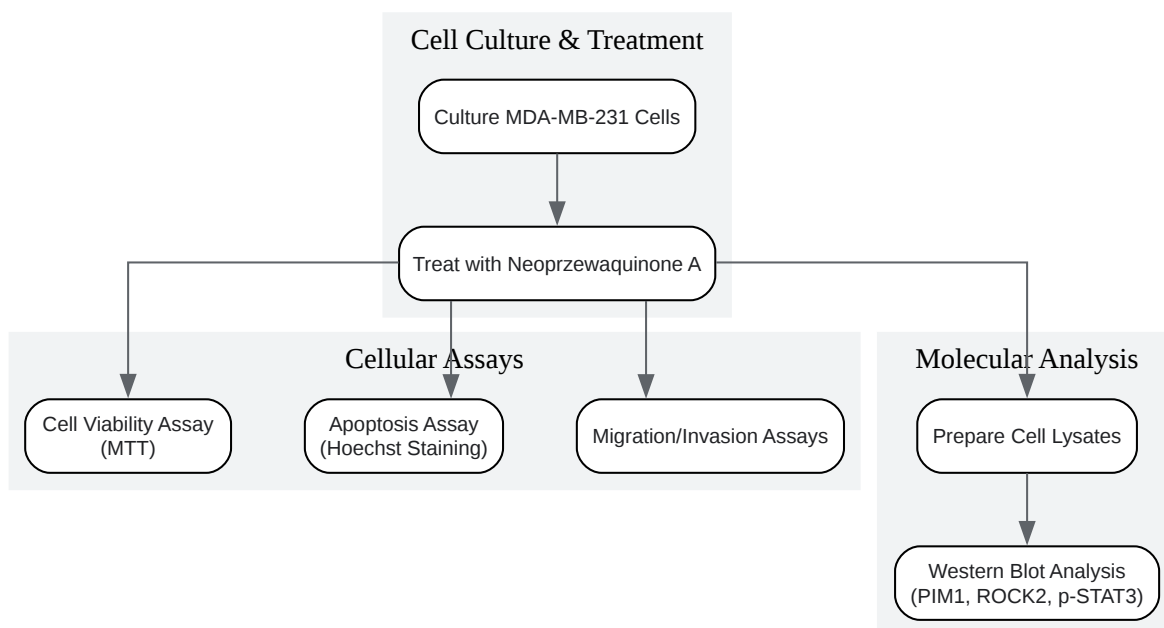 Cell Culture & Treatment
Culture MDA-MB-231 Cells
Treat with Neoprzewaquinone A
Cellular Assays
Cell Viability Assay
(MTT)
Apoptosis Assay
(Hoechst Staining)
Migration/Invasion Assays
Molecular Analysis
Prepare Cell Lysates
Western Blot Analysis
(PIM1, ROCK2, p-STAT3)